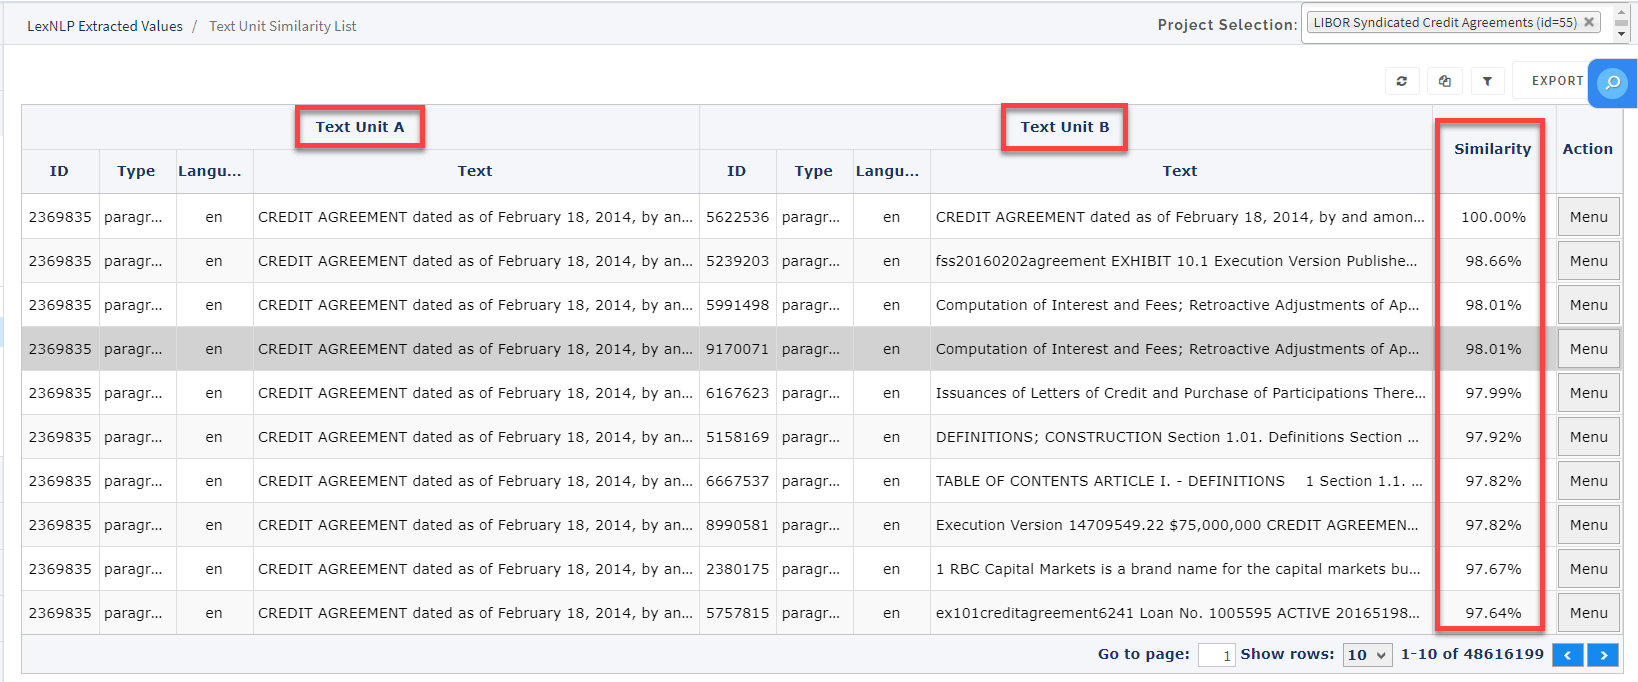 LexNLP Extracted Values / Text Unit Similarity List Project Selection: LIBOR Syndicated Credit Agreements (id=55) ×
EXPORT
Text Unit A Text Unit B Similarity Action
ID Type Langu... Text ID Type Langu... Text
2369835 paragr... en CREDIT AGREEMENT dated as of February 18, 2014, by an... 5622536 paragr... en CREDIT AGREEMENT dated as of February 18, 2014, by and amon... 100.00% Menu
2369835 paragr... en CREDIT AGREEMENT dated as of February 18, 2014, by an... 5239203 paragr... en fss20160202agreement EXHIBIT 10.1 Execution Version Publishe... 98.66% Menu
2369835 paragr... en CREDIT AGREEMENT dated as of February 18, 2014, by an... 5991498 paragr... en Computation of Interest and Fees; Retroactive Adjustments of Ap... 98.01% Menu
2369835 paragr... en CREDIT AGREEMENT dated as of February 18, 2014, by an... 9170071 paragr... en Computation of Interest and Fees; Retroactive Adjustments of Ap... 98.01% Menu
2369835 paragr... en CREDIT AGREEMENT dated as of February 18, 2014, by an... 6167623 paragr... en Issuances of Letters of Credit and Purchase of Participations There... 97.99% Menu
2369835 paragr... en CREDIT AGREEMENT dated as of February 18, 2014, by an... 5158169 paragr... en DEFINITIONS; CONSTRUCTION Section 1.01. Definitions Section ... 97.92% Menu
2369835 paragr... en CREDIT AGREEMENT dated as of February 18, 2014, by an... 6667537 paragr... en TABLE OF CONTENTS ARTICLE I. - DEFINITIONS 1 Section 1.1. ... 97.82% Menu
2369835 paragr... en CREDIT AGREEMENT dated as of February 18, 2014, by an... 8990581 paragr... en Execution Version 14709549.22 $75,000,000 CREDIT AGREEMEN... 97.82% Menu
2369835 paragr... en CREDIT AGREEMENT dated as of February 18, 2014, by an... 2380175 paragr... en 1 RBC Capital Markets is a brand name for the capital markets bu... 97.67% Menu
2369835 paragr... en CREDIT AGREEMENT dated as of February 18, 2014, by an... 5757815 paragr... en ex101creditagreement6241 Loan No. 1005595 ACTIVE 20165198... 97.64% Menu
Go to page: 1 Show rows: 10 1-10 of 48616199 < >